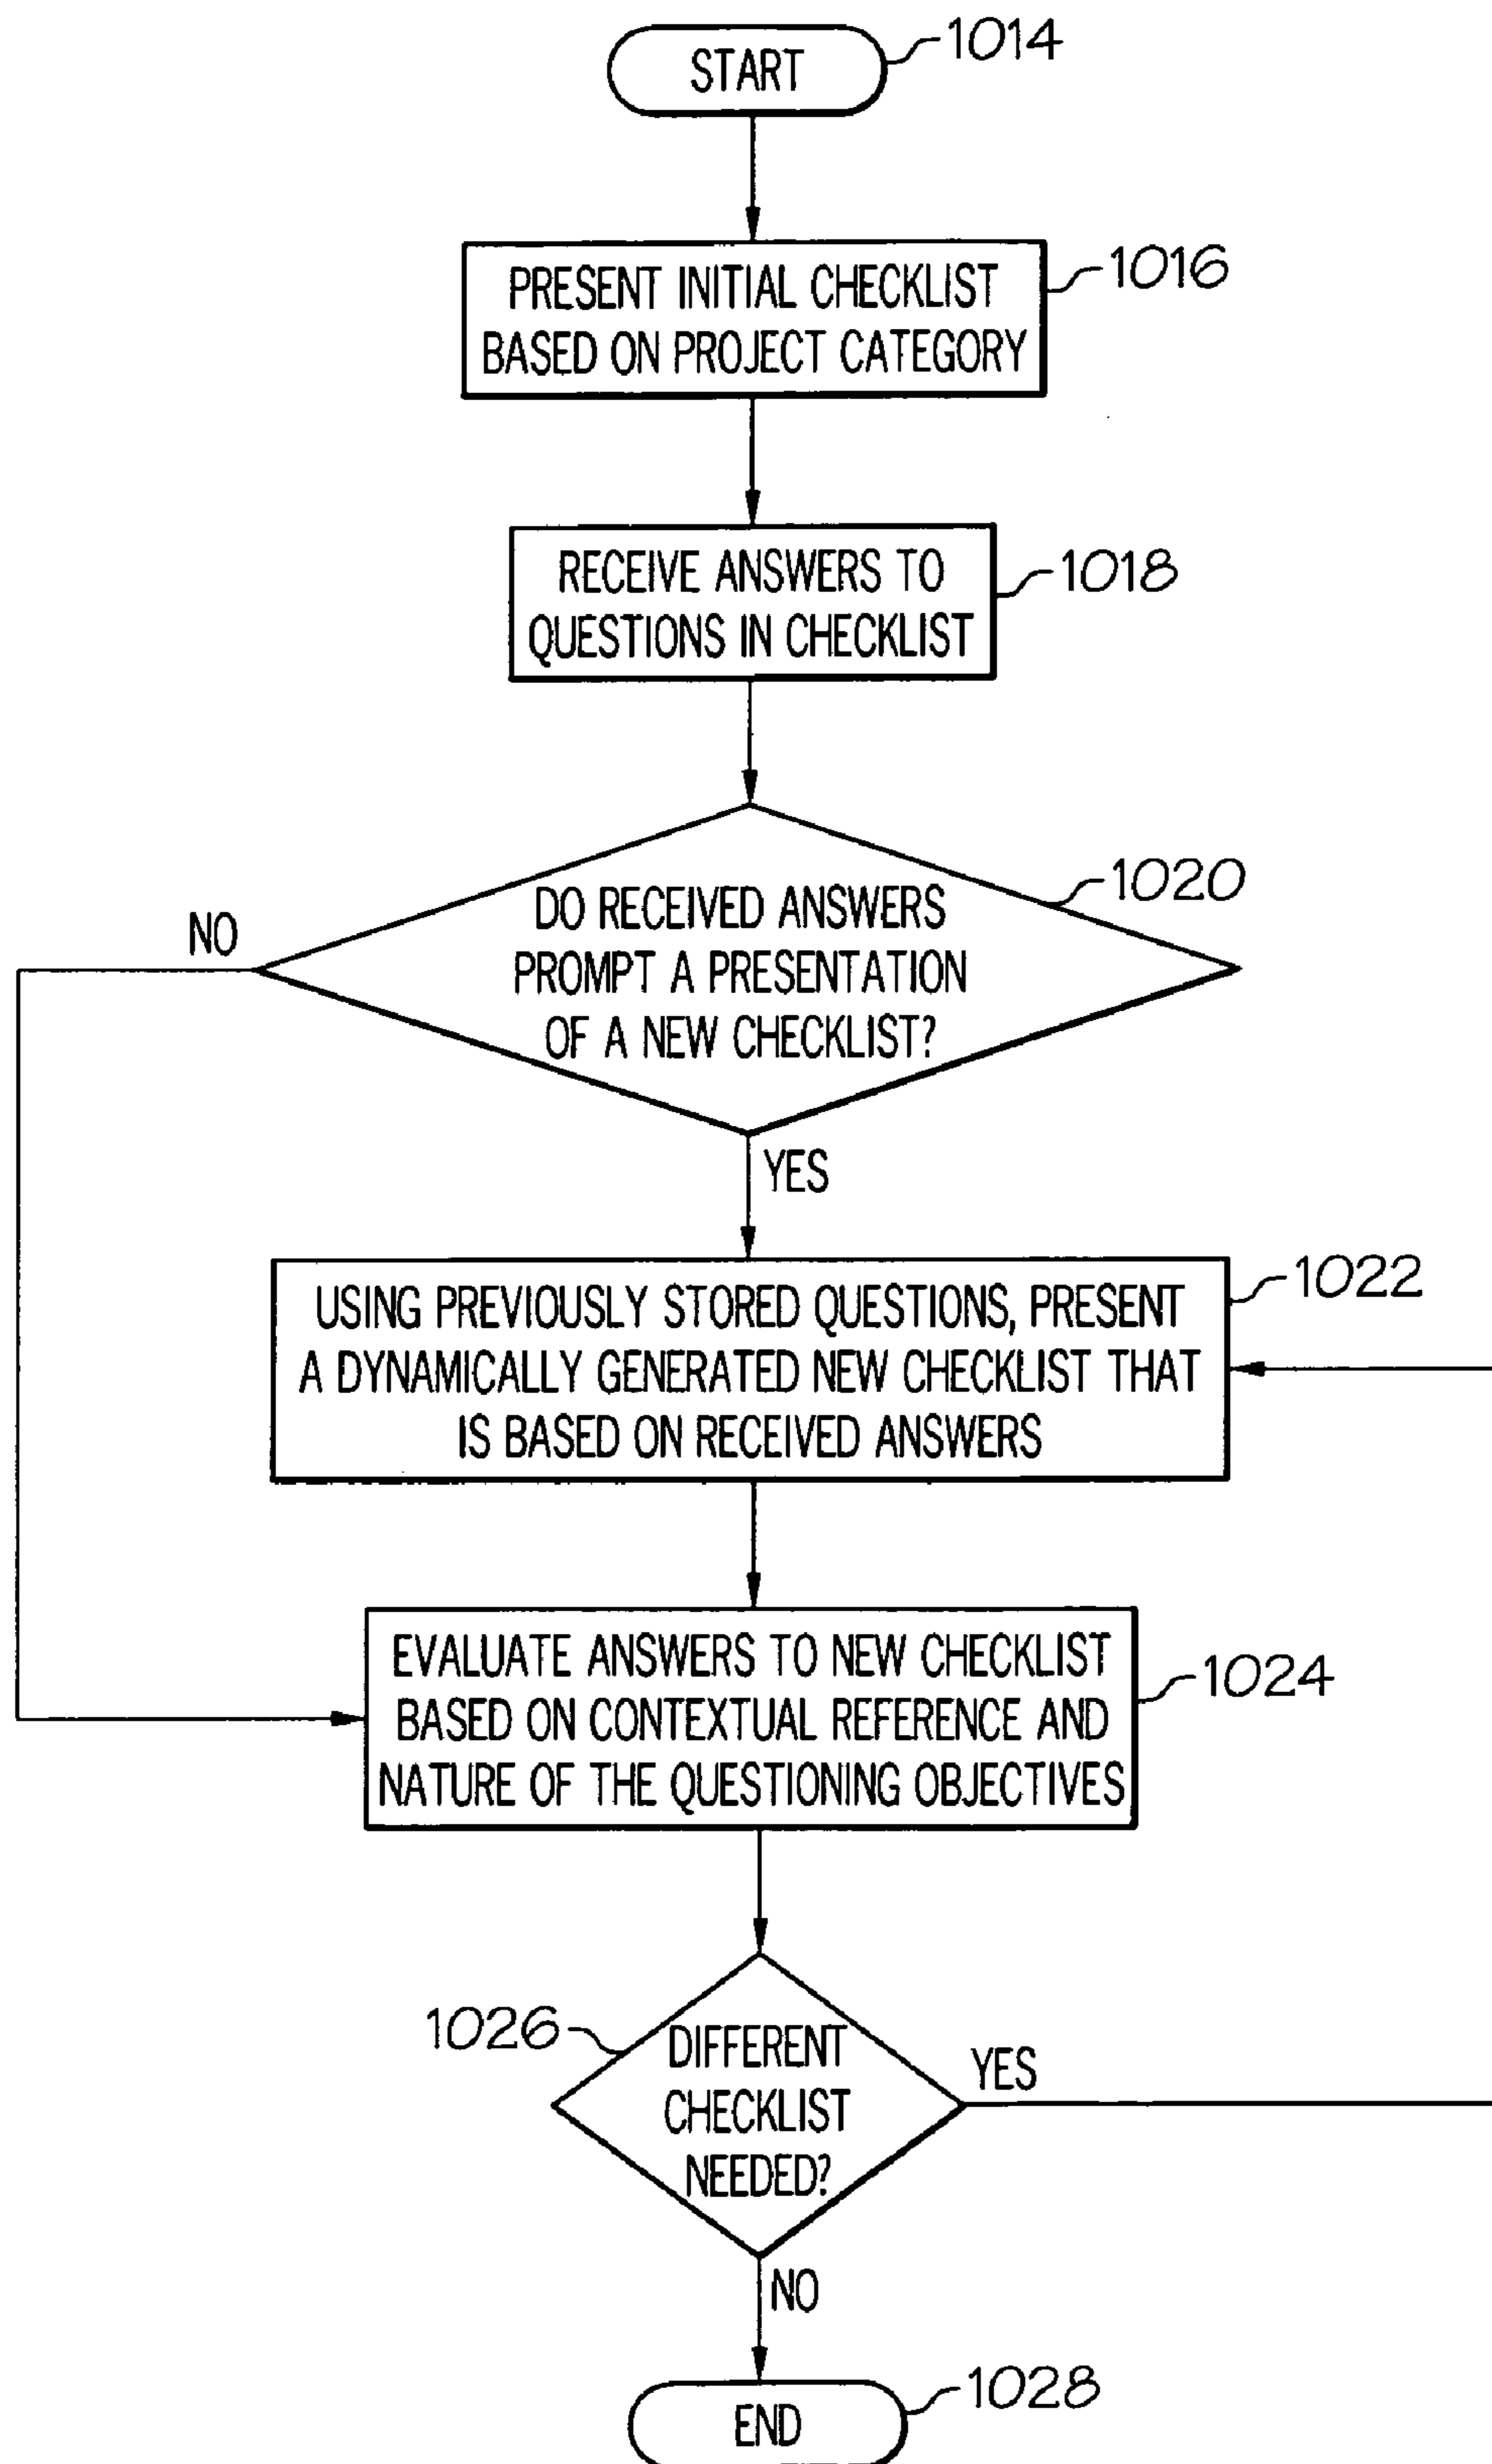 START
1014
PRESENT INITIAL CHECKLIST
BASED ON PROJECT CATEGORY
1016
RECEIVE ANSWERS TO
QUESTIONS IN CHECKLIST
1018
DO RECEIVED ANSWERS
PROMPT A PRESENTATION
OF A NEW CHECKLIST?
1020
NO
YES
USING PREVIOUSLY STORED QUESTIONS, PRESENT
A DYNAMICALLY GENERATED NEW CHECKLIST THAT
IS BASED ON RECEIVED ANSWERS
1022
EVALUATE ANSWERS TO NEW CHECKLIST
BASED ON CONTEXTUAL REFERENCE AND
NATURE OF THE QUESTIONING OBJECTIVES
1024
1026
DIFFERENT
CHECKLIST
NEEDED?
YES
NO
END
1028